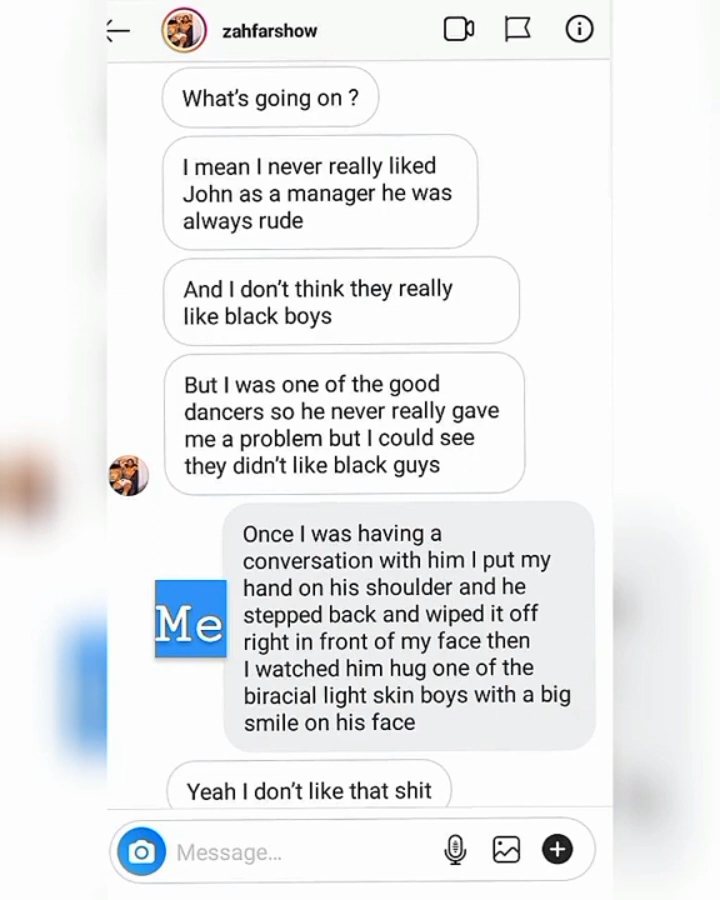 zahfarshow
What's going on ?
I mean I never really liked
John as a manager he was
always rude
And I don't think they really
like black boys
But I was one of the good
dancers so he never really gave
me a problem but I could see
they didn't like black guys
Once I was having a
conversation with him I put my
hand on his shoulder and he
stepped back and wiped it off
right in front of my face then
I watched him hug one of the
biracial light skin boys with a big
smile on his face
Me
Yeah I don't like that shit
Message...